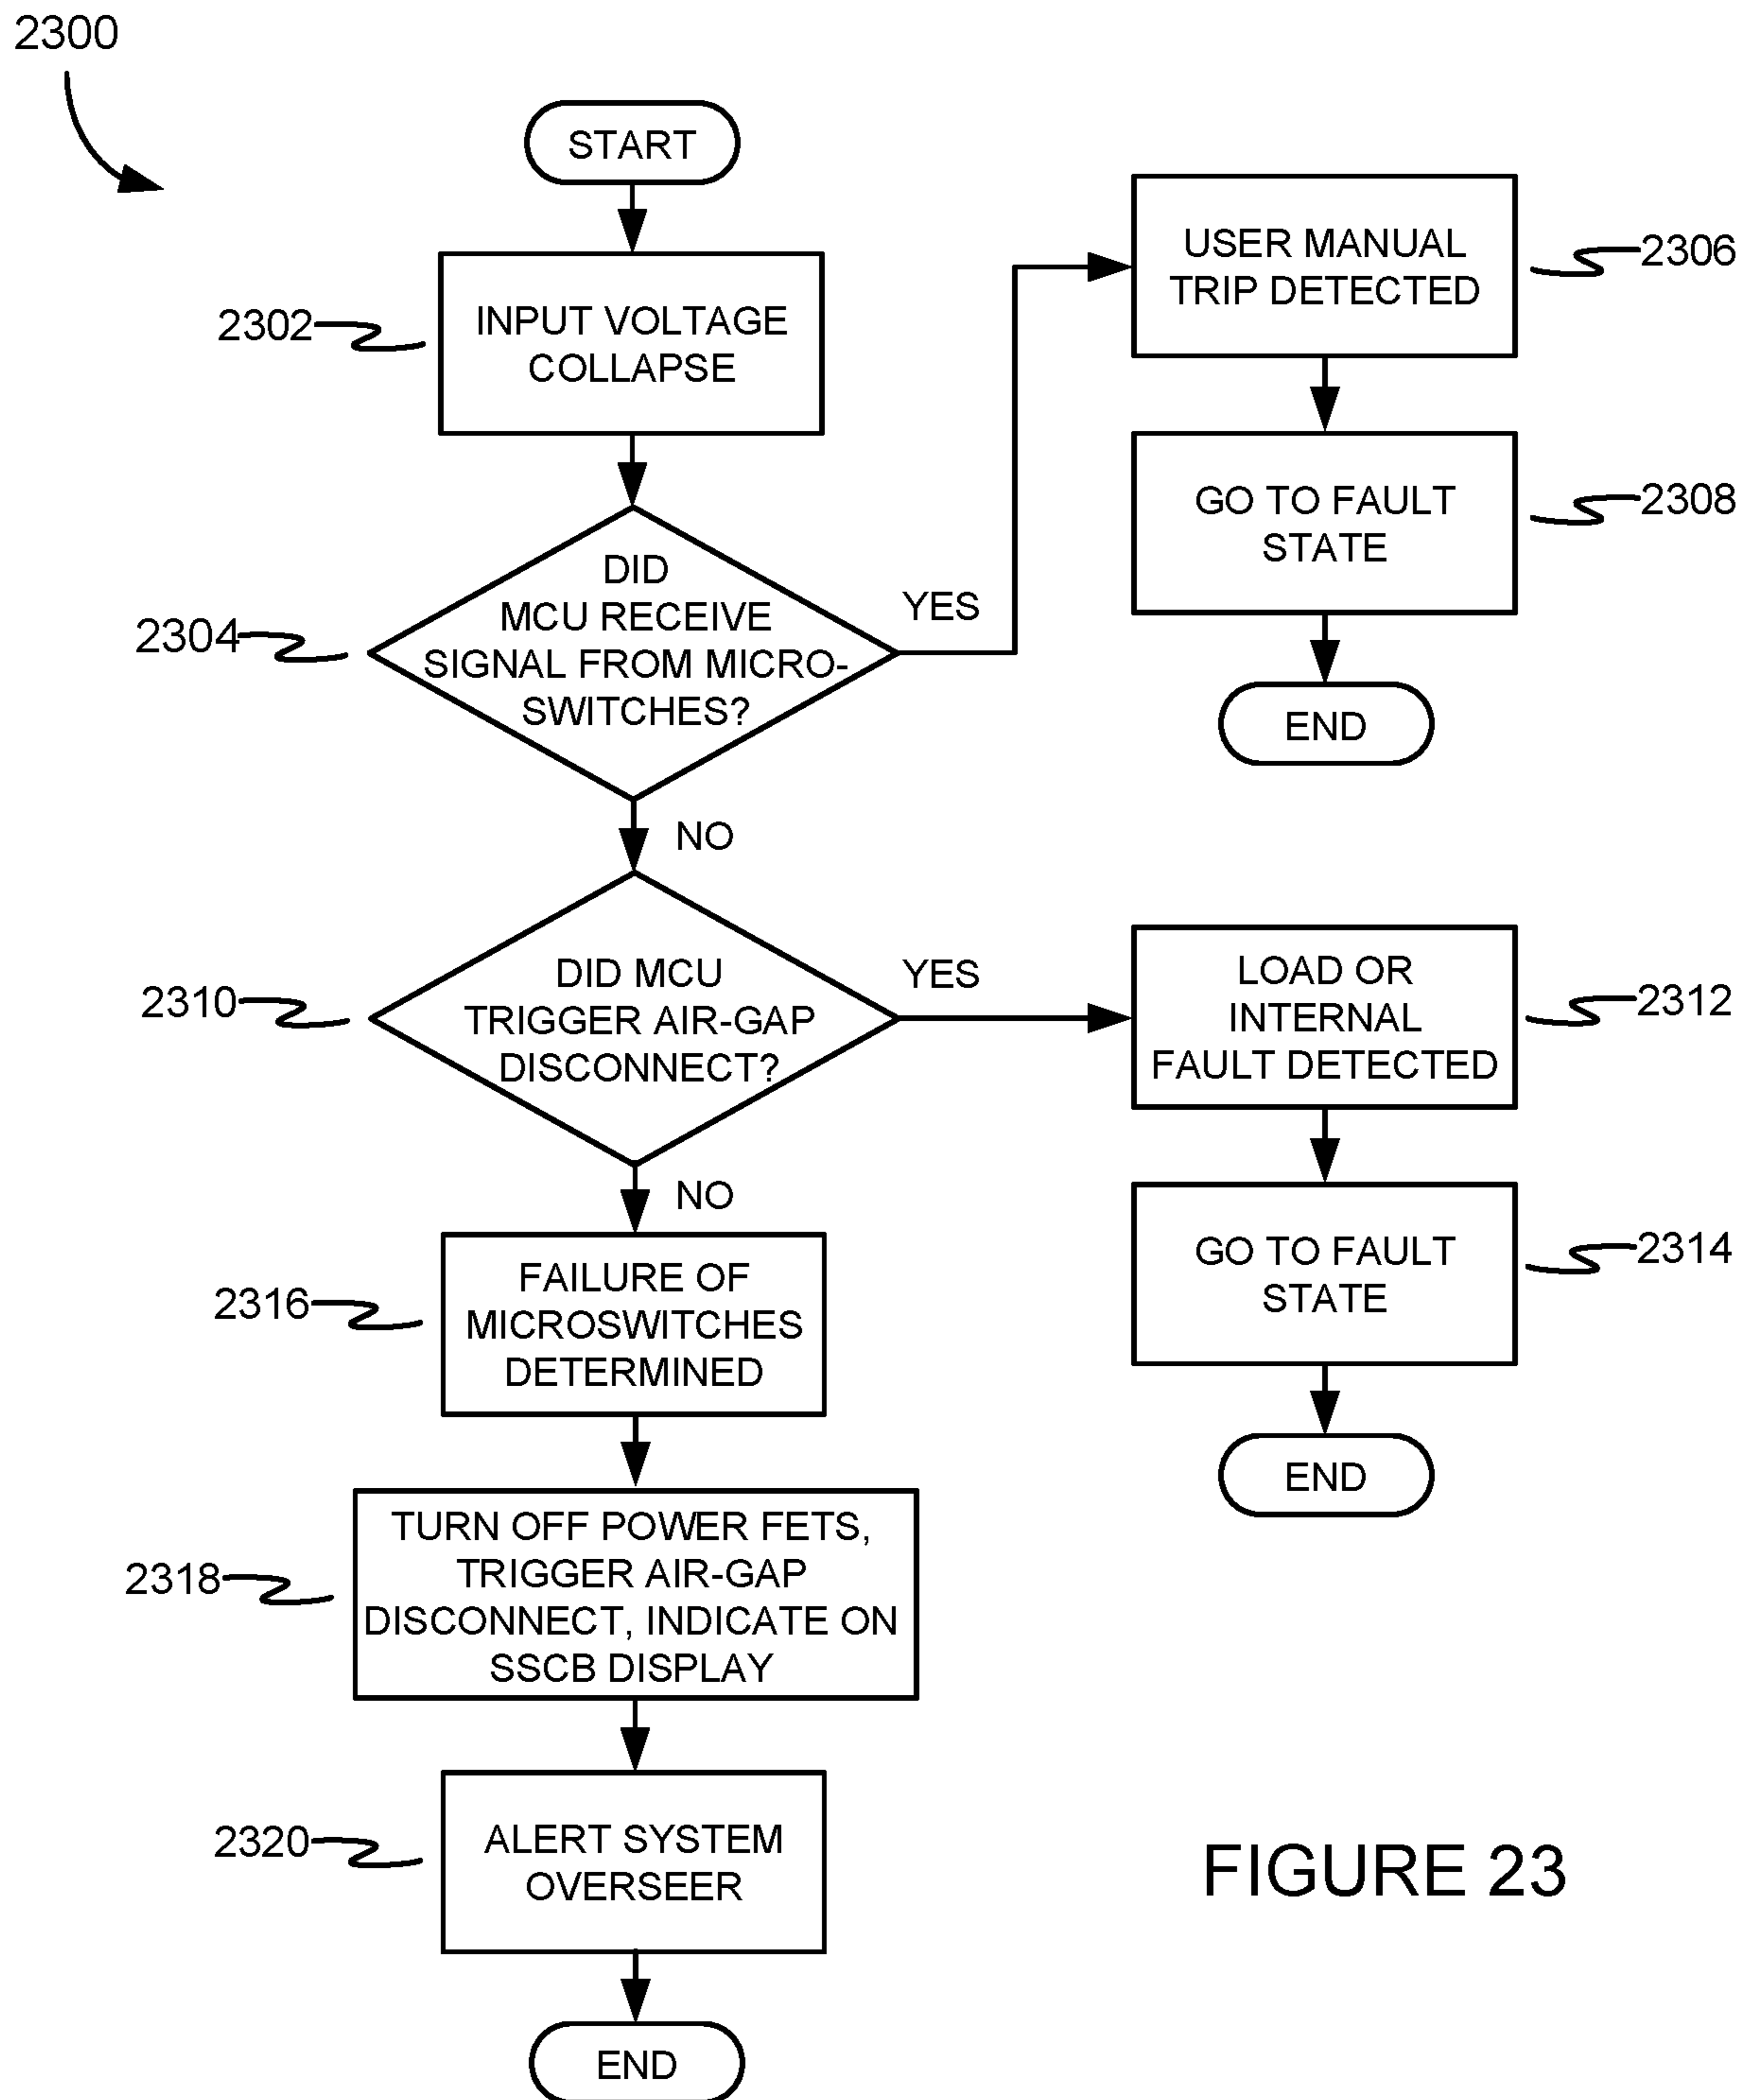 2300
START
2302
INPUT VOLTAGE
COLLAPSE
2304
DID
MCU RECEIVE
SIGNAL FROM MICRO-
SWITCHES?
YES
USER MANUAL
TRIP DETECTED
2306
GO TO FAULT
STATE
2308
END
NO
2310
DID MCU
TRIGGER AIR-GAP
DISCONNECT?
YES
LOAD OR
INTERNAL
FAULT DETECTED
2312
GO TO FAULT
STATE
2314
END
NO
2316
FAILURE OF
MICROSWITCHES
DETERMINED
2318
TURN OFF POWER FETS,
TRIGGER AIR-GAP
DISCONNECT, INDICATE ON
SSCB DISPLAY
2320
ALERT SYSTEM
OVERSEER
END
FIGURE 23